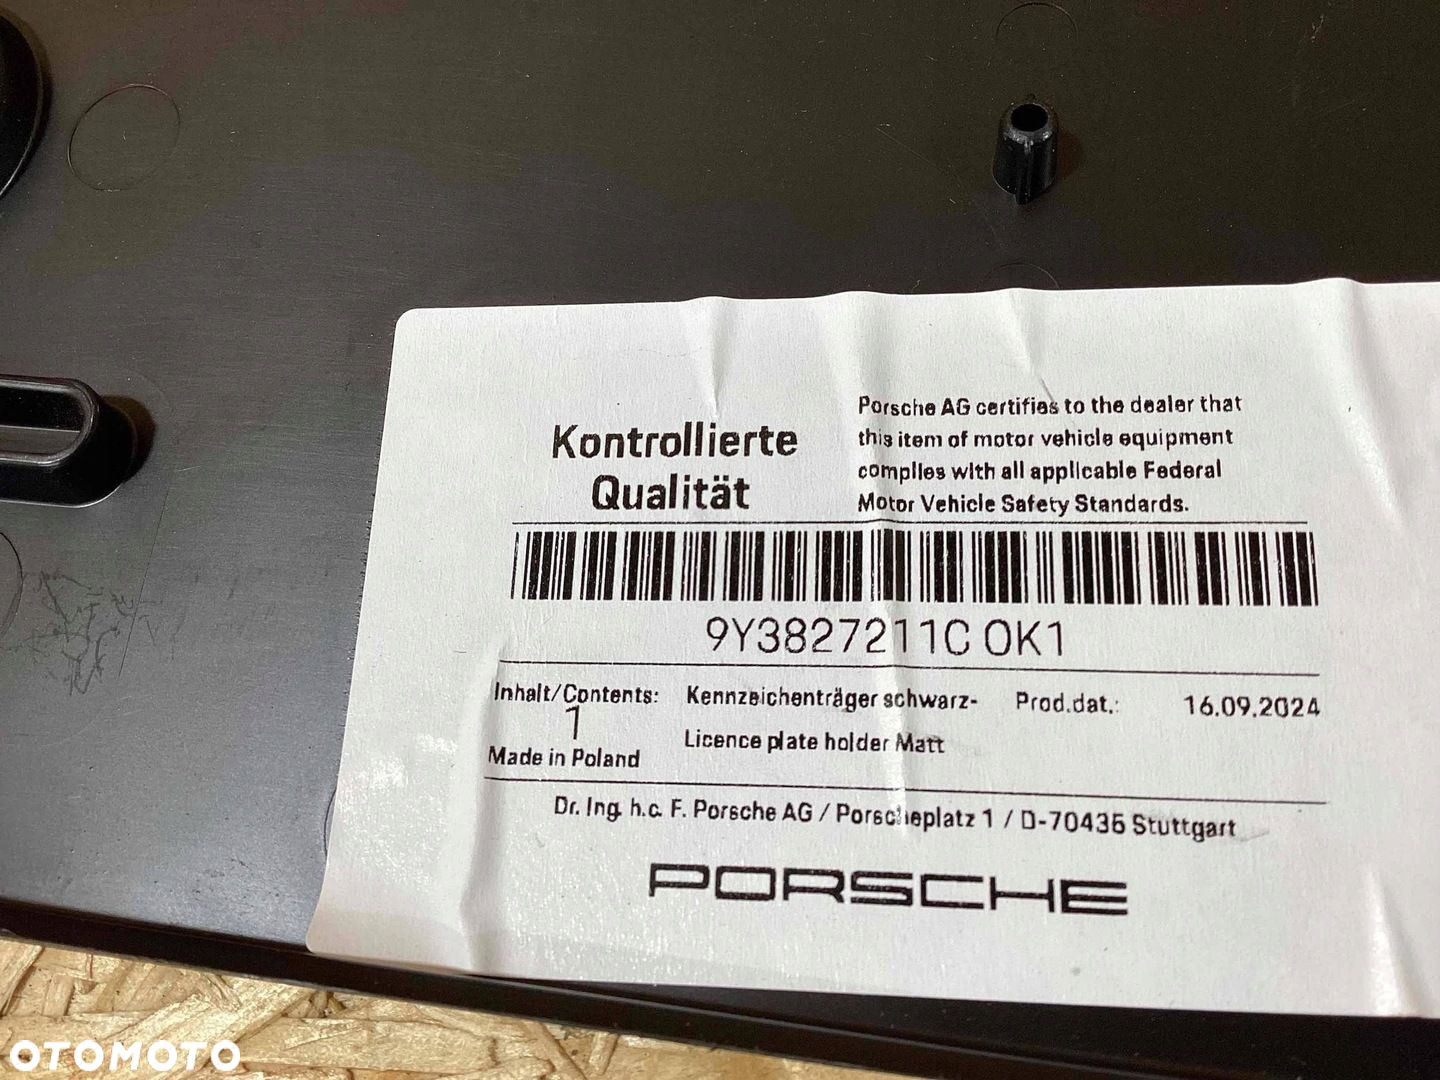 Kontrollierte
Qualität
Porsche AG certifies to the dealer that
this item of motor vehicle equipment
complies with all applicable Federal
Motor Vehicle Safety Standards.
9Y3827211C OK1
Inhalt/Contents:
1
Made in Poland
Kennzeichenträger schwarz-
Licence plate holder Matt
Prod.dat.: 16.09.2024
Dr. Ing. h.c. F. Porsche AG / Porscheplatz 1 / D-70435 Stuttgart
PORSCHE
OTOMOTO